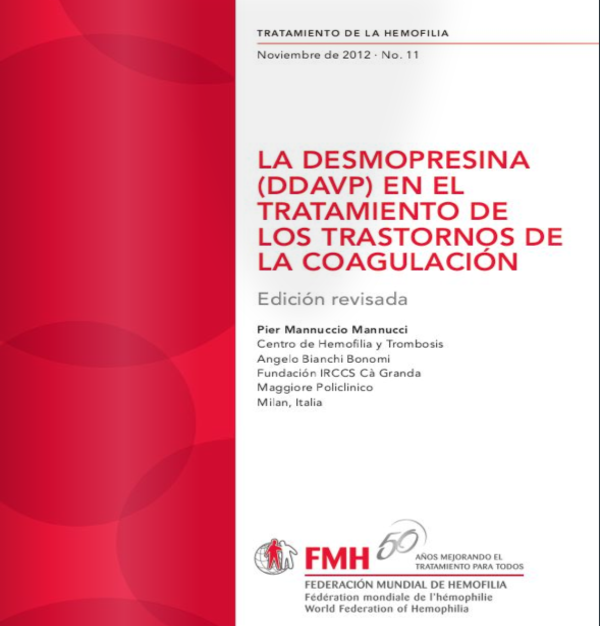 TRATAMIENTO DE LA HEMOFILIA
Noviembre de 2012 · No. 11
LA DESMOPRESINA
(DDAVP) EN EL
TRATAMIENTO DE
LOS TRASTORNOS DE
LA COAGULACIÓN
Edición revisada
Pier Mannuccio Mannucci
Centro de Hemofilia y Trombosis
Angelo Bianchi Bonomi
Fundación IRCCS Cà Granda
Maggiore Policlinico
Milan, Italia
FMH
50
AÑOS MEJORANDO EL
TRATAMIENTO PARA TODOS
FEDERACIÓN MUNDIAL DE HEMOFILIA
Fédération mondiale de l'hémophilie
World Federation of Hemophilia